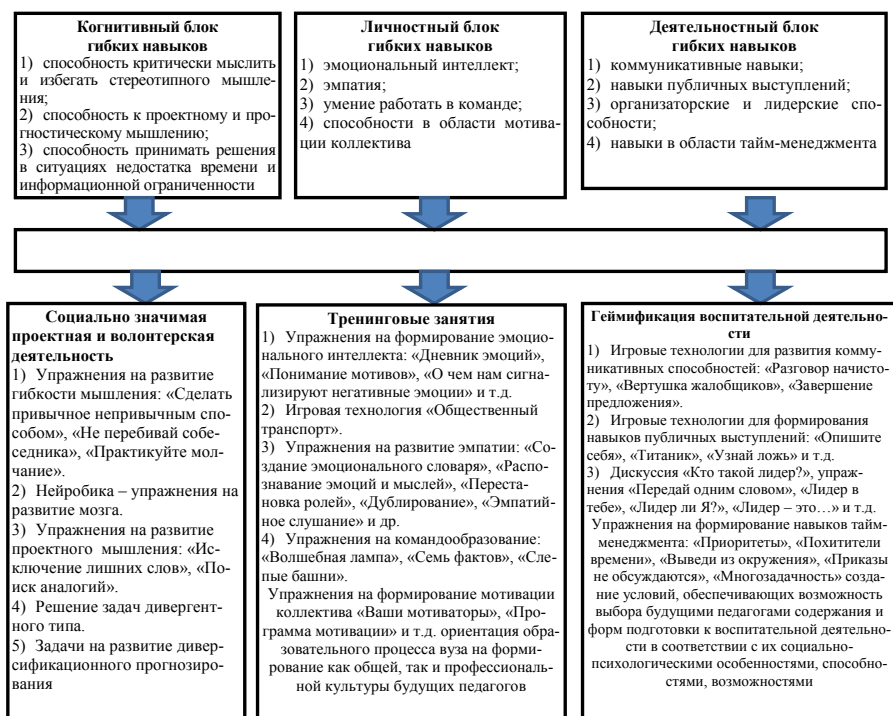 Когнитивный блок
гибких навыков
1) способность критически мыслить
и избегать стереотипного мышле-
ния;
2) способность к проектному и про-
гностическому мышлению;
3) способность принимать решения
в ситуациях недостатка времени и
информационной ограниченности
Личностный блок
гибких навыков
1) эмоциональный интеллект;
2) эмпатия;
3) умение работать в команде;
4) способности в области мотива
ции коллектива
Деятельностный блок
гибких навыков
1) коммуникативные навыки;
2) навыки публичных выступлений;
3) организаторские и лидерские спо-
собности;
4) навыки в области тайм-менеджмента
Социально значимая
проектная и волонтерская
деятельность
1) Упражнения на развитие
гибкости мышления: «Сделать
привычное непривычным спо-
собом», «Не перебивай собе-
седника», «Практикуйте мол-
чание».
2) Нейробика – упражнения на
развитие мозга.
3) Упражнения на развитие
проектного мышления: «Ис-
ключение лишних слов», «По-
иск аналогий».
4) Решение задач дивергент-
ного типа.
5) Задачи на развитие дивер-
сификационного прогнозиро-
вания
Тренинговые занятия
1) Упражнения на формирование эмоцио-
нального интеллекта: «Дневник эмоций»,
«Понимание мотивов», «О чем нам сигна-
лизируют негативные эмоции» и т.д.
2) Игровая технология «Общественный
транспорт».
3) Упражнения на развитие эмпатии: «Со-
здание эмоционального словаря», «Распо-
знавание эмоций и мыслей», «Переста-
новка ролей», «Дублирование», «Эмпатий-
ное слушание» и др.
4) Упражнения на командообразование:
«Волшебная лампа», «Семь фактов», «Сле-
пые башни».
Упражнения на формирование мотивации
коллектива «Ваши мотиваторы», «Про-
грамма мотивации» и т.д. ориентация обра-
зовательного процесса вуза на форми-
рование как общей, так и профессиональ-
ной культуры будущих педагогов
Геймификация воспитательной деятельно-
сти
1) Игровые технологии для развития комму-
никативных способностей: «Разговор начисто-
ту», «Вертушка жалобщиков», «Завершение
предложения».
2) Игровые технологии для формирования
навыков публичных выступлений: «Опишите
себя», «Титаник», «Узнай ложь» и т.д.
3) Дискуссия «Кто такой лидер?», упраж-
нения «Передай одним словом», «Лидер в
тебе», «Лидер ли Я?», «Лидер – это…» и т.д.
Упражнения на формирование навыков тайм-
менеджмента: «Приоритеты», «Похитители
времени», «Выведи из окружения», «Приказы
не обсуждаются», «Многозадачность» созда-
ние условий, обеспечивающих возможность
выбора будущими педагогами содержания и
форм подготовки к воспитательной деятельно-
сти в соответствии с их социально-
психологическими особенностями, способно-
стями, возможностями